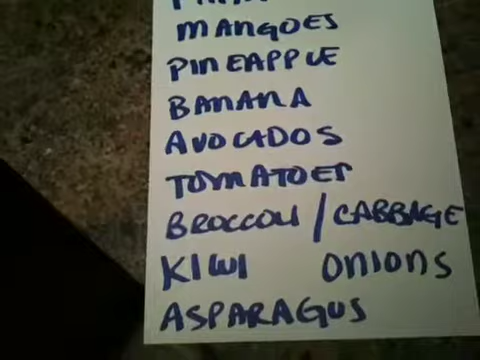 MANGOES
PINEAPPLE
BANANA
AVOCADOS
TOMATOES
BROCCOLI / CABBAGE
KIWI ONIONS
ASPARAGUS